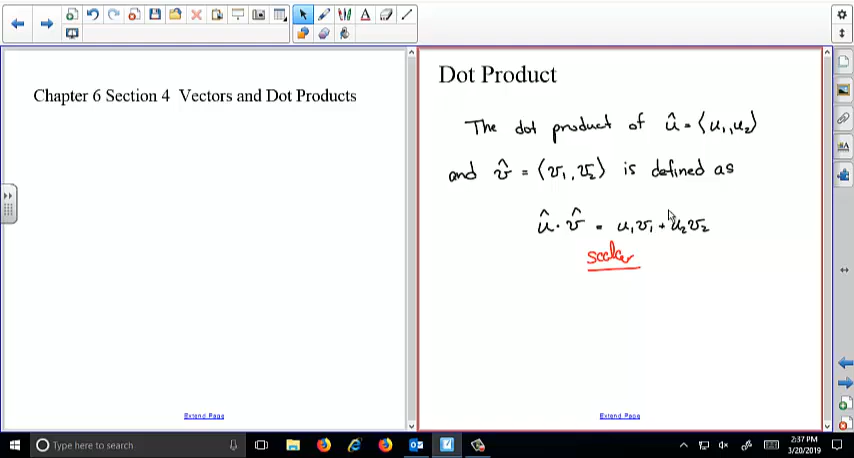 Chapter 6 Section 4 Vectors and Dot Products
Extend Page
Dot Product
The dot product of û = ⟨u₁, u₂⟩
and v̂ = ⟨v₁, v₂⟩ is defined as
û · v̂ = u₁v₁ + u₂v₂
scalar
Extend Page
Type here to search
2:37 PM
3/20/2019